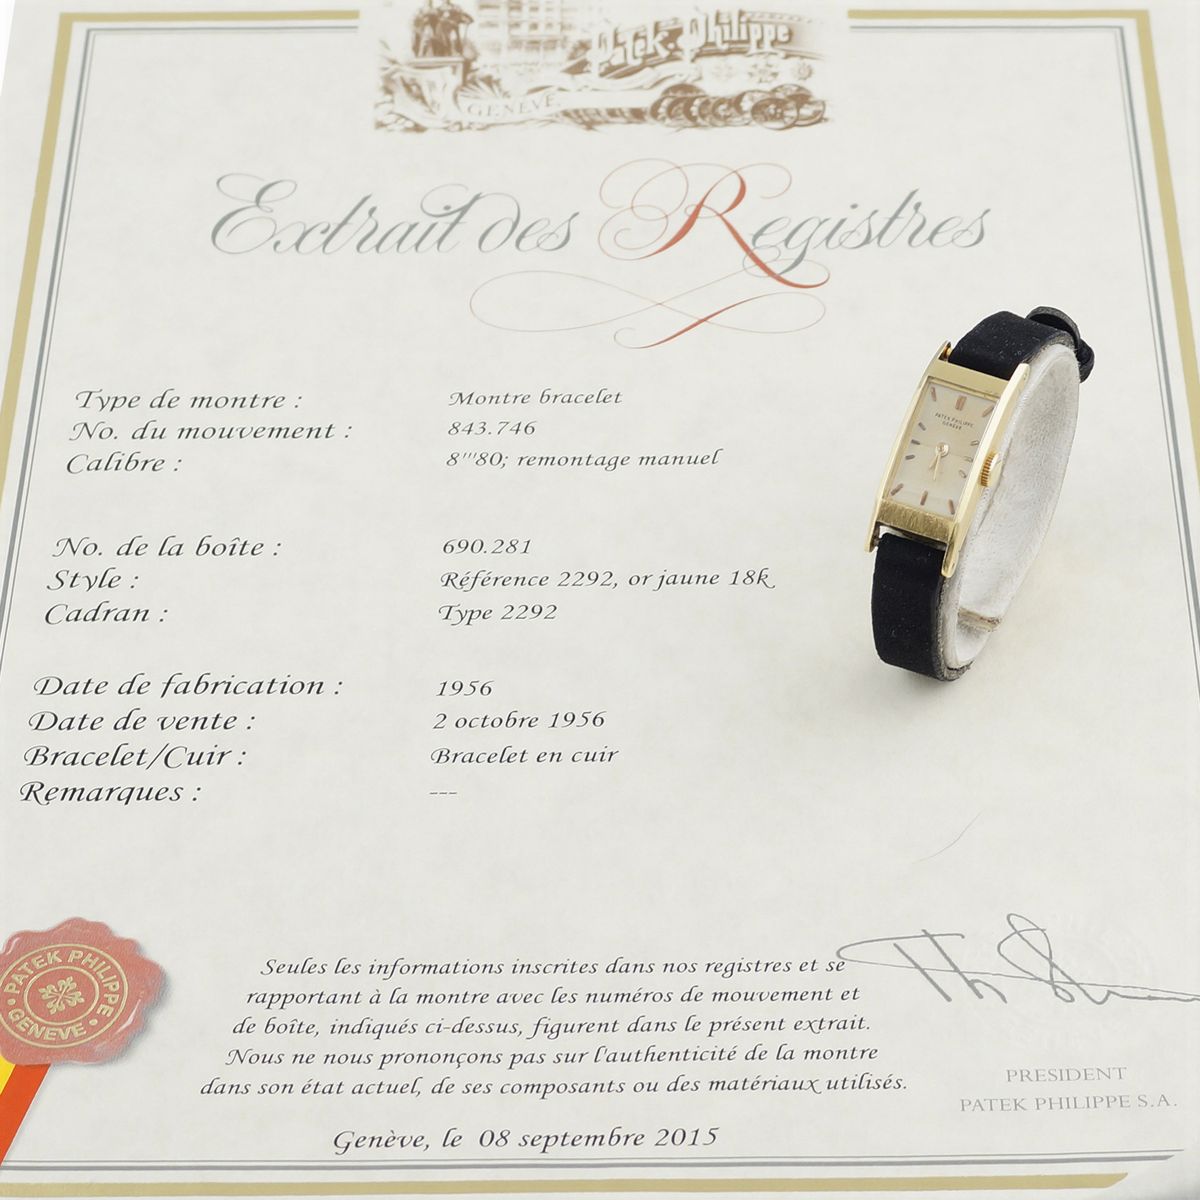 Patek Philippe
GENÈVE
Extrait des Registres
Type de montre : Montre bracelet
No. du mouvement : 843.746
Calibre : 8'''80; remontage manuel
No. de la boîte : 690.281
Style : Référence 2292, or jaune 18k
Cadran : Type 2292
Date de fabrication : 1956
Date de vente : 2 octobre 1956
Bracelet/Cuir : Bracelet en cuir
Remarques : ---
PATEK PHILIPPE
GENÈVE
PATEK PHILIPPE
GENEVE
Seules les informations inscrites dans nos registres et se
rapportant à la montre avec les numéros de mouvement et
de boîte, indiqués ci-dessus, figurent dans le présent extrait.
Nous ne nous prononçons pas sur l'authenticité de la montre
dans son état actuel, de ses composants ou des matériaux utilisés.
PRESIDENT
PATEK PHILIPPE S.A.
Genève, le 08 septembre 2015